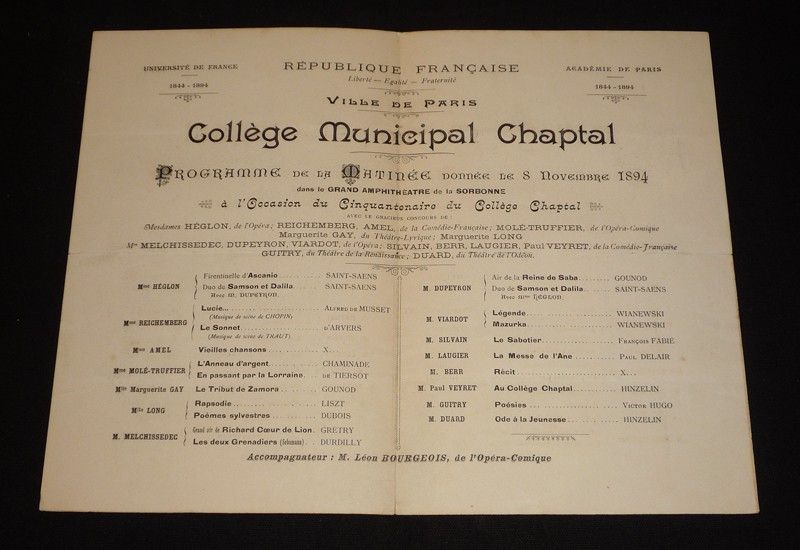 UNIVERSITÉ DE FRANCE
1844 - 1894
RÉPUBLIQUE FRANÇAISE
Liberté — Égalité — Fraternité
ACADÉMIE DE PARIS
1844 - 1894
VILLE DE PARIS
Collège Municipal Chaptal
PROGRAMME DE LA MATINÉE DONNÉE LE 8 NOVEMBRE 1894
dans le GRAND AMPHITHÉATRE de la SORBONNE
à l'Occasion du Cinquantenaire du Collège Chaptal
AVEC LE GRACIEUX CONCOURS DE :
Mesdames HÉGLON, de l'Opéra; REICHEMBERG, AMEL, de la Comédie-Française; MOLÉ-TRUFFIER, de l'Opéra-Comique
Marguerite GAY, du Théâtre-Lyrique; Marguerite LONG
MM. MELCHISSEDEC, DUPEYRON, VIARDOT, de l'Opéra; SILVAIN, BERR, LAUGIER, Paul VEYRET, de la Comédie-Française
GUITRY, du Théâtre de la Renaissance; DUARD, du Théâtre de l'Odéon.
Mme HÉGLON
Firentinelle d'Ascanio SAINT-SAENS
Duo de Samson et Dalila SAINT-SAENS
Avec M. DUPEYRON
Mme REICHEMBERG
Lucie... ALFRED DE MUSSET
(Musique de scène de CHOPIN)
Le Sonnet D'ARVERS
(Musique de scène de THAUT)
Mme AMEL Vieilles chansons X...
Mme MOLÉ-TRUFFIER
L'Anneau d'argent CHAMINADE
En passant par la Lorraine DE TIERSOT
Mlle Marguerite GAY Le Tribut de Zamora GOUNOD
Mlle LONG
Rapsodie LISZT
Poèmes sylvestres DUBOIS
M. MELCHISSEDEC
Grand air de Richard Cœur de Lion GRETRY
Les deux Grenadiers (Schumann) DURDILLY
M. DUPEYRON
Air de la Reine de Saba GOUNOD
Duo de Samson et Dalila SAINT-SAENS
Avec Mme HÉGLON
M. VIARDOT
Légende WIANEWSKI
Mazurka WIANEWSKI
M. SILVAIN Le Sabotier FRANÇOIS FABIÉ
M. LAUGIER La Messe de l'Ane PAUL DELAIR
M. BERR Récit X...
M. Paul VEYRET Au Collège Chaptal HINZELIN
M. GUITRY Poésies VICTOR HUGO
M. DUARD Ode à la Jeunesse HINZELIN
Accompagnateur : M. Léon BOURGEOIS, de l'Opéra-Comique